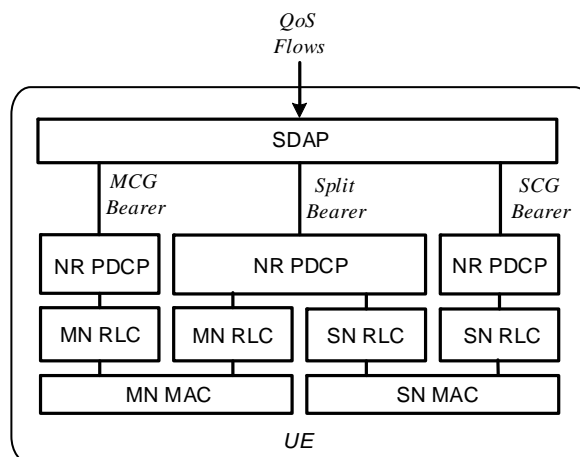 QoS
Flows
SDAP
MCG
Bearer
Split
Bearer
SCG
Bearer
NR PDCP
NR PDCP
NR PDCP
MN RLC
MN RLC
SN RLC
SN RLC
MN MAC
SN MAC
UE